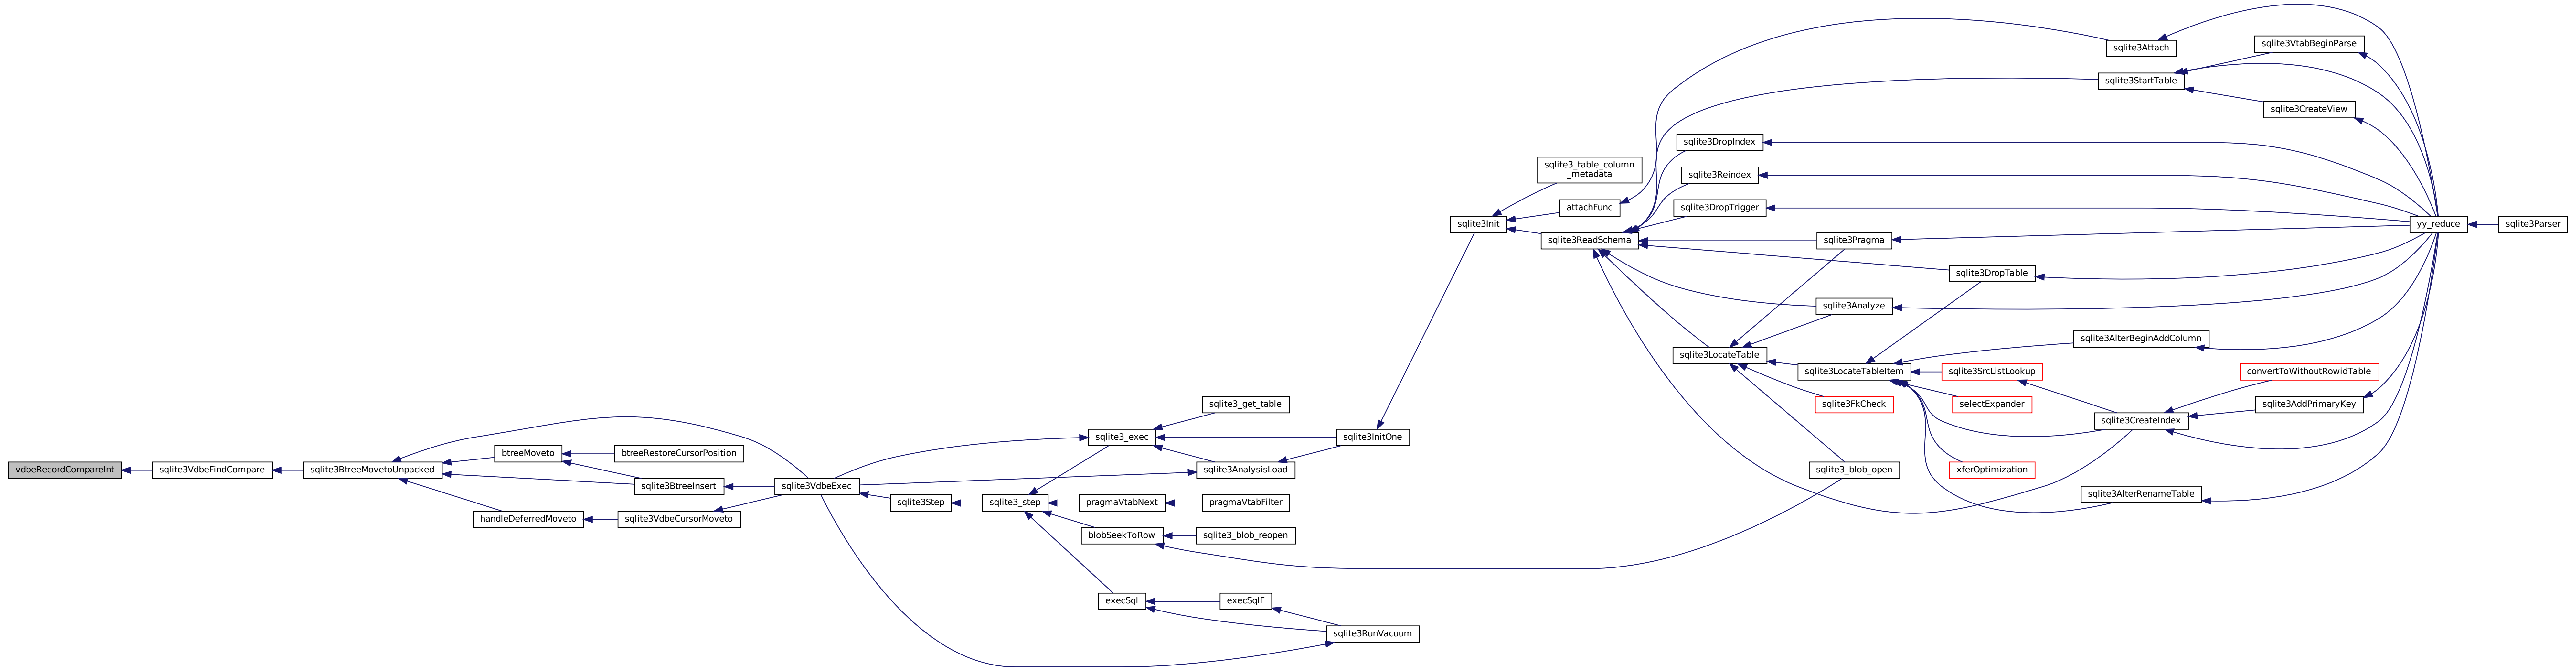 vdbeRecordCompareInt
sqlite3VdbeFindCompare
sqlite3BtreeMovetoUnpacked
btreeMoveto
btreeRestoreCursorPosition
sqlite3BtreeInsert
handleDeferredMoveto
sqlite3VdbeCursorMoveto
sqlite3VdbeExec
sqlite3Step
sqlite3_step
sqlite3_exec
sqlite3_get_table
sqlite3AnalysisLoad
pragmaVtabNext
pragmaVtabFilter
blobSeekToRow
sqlite3_blob_reopen
execSql
execSqlF
sqlite3RunVacuum
sqlite3InitOne
sqlite3Init
sqlite3_table_column
_metadata
attachFunc
sqlite3ReadSchema
sqlite3DropIndex
sqlite3Reindex
sqlite3DropTrigger
sqlite3Pragma
sqlite3DropTable
sqlite3Analyze
sqlite3LocateTable
sqlite3LocateTableItem
sqlite3FkCheck
sqlite3_blob_open
sqlite3AlterBeginAddColumn
sqlite3SrcListLookup
selectExpander
xferOptimization
sqlite3CreateIndex
convertToWithoutRowidTable
sqlite3AddPrimaryKey
sqlite3AlterRenameTable
sqlite3Attach
sqlite3StartTable
sqlite3VtabBeginParse
sqlite3CreateView
yy_reduce
sqlite3Parser